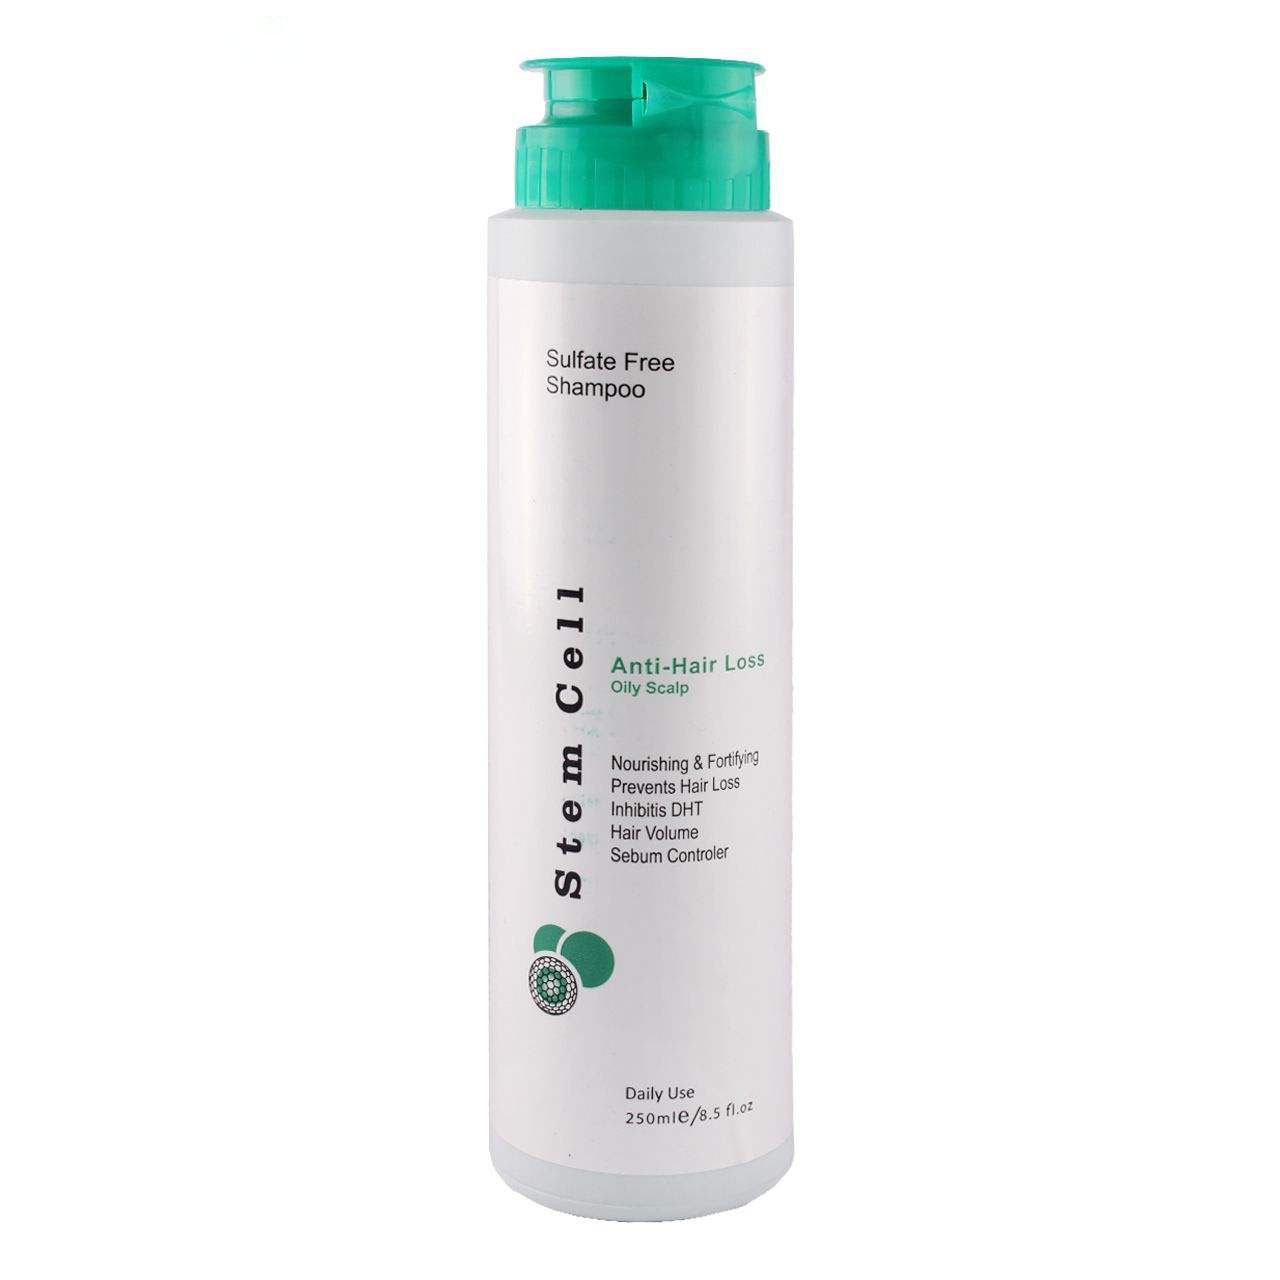 Sulfate Free
Shampoo
Stem Cell
Anti-Hair Loss
Oily Scalp
Nourishing & Fortifying
Prevents Hair Loss
Inhibitis DHT
Hair Volume
Sebum Controler
Daily Use
250mle/8.5 fl.oz